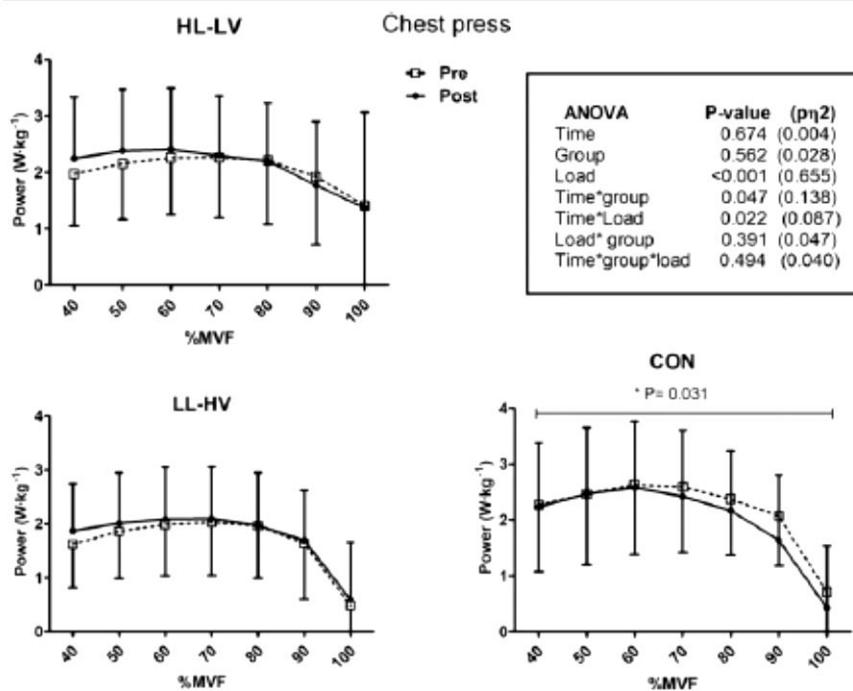 HL-LV
Chest press
4
3
2
1
0
Power (W·kg⁻¹)
40 50 60 70 80 90 100
%MVF
Pre
Post
ANOVA P-value (pη2)
Time 0.674 (0.004)
Group 0.562 (0.028)
Load <0.001 (0.655)
Time*group 0.047 (0.138)
Time*Load 0.022 (0.087)
Load* group 0.391 (0.047)
Time*group*load 0.494 (0.040)
LL-HV
4
3
2
1
0
Power (W·kg⁻¹)
40 50 60 70 80 90 100
%MVF
CON
* P= 0.031
4
3
2
1
0
Power (W·kg⁻¹)
40 50 60 70 80 90 100
%MVF